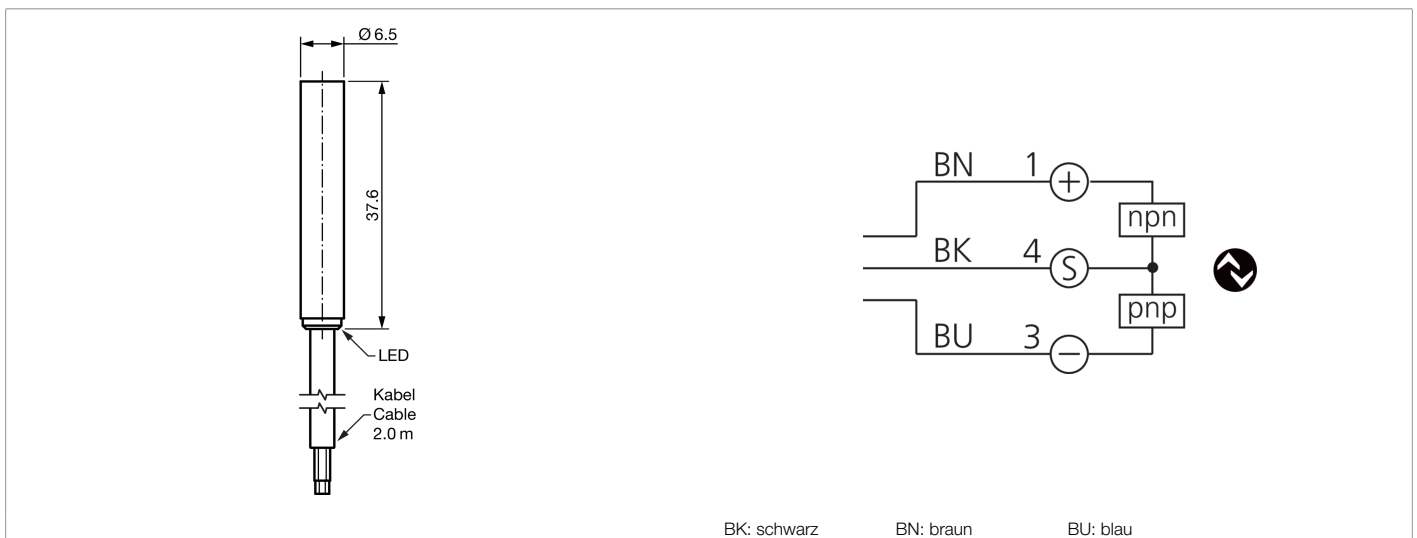 Ø 6.5
37.6
LED
Kabel
Cable
2.0 m
BN 1 +
npn
BK 4 S
pnp
BU 3 −
BK: schwarz BN: braun BU: blau